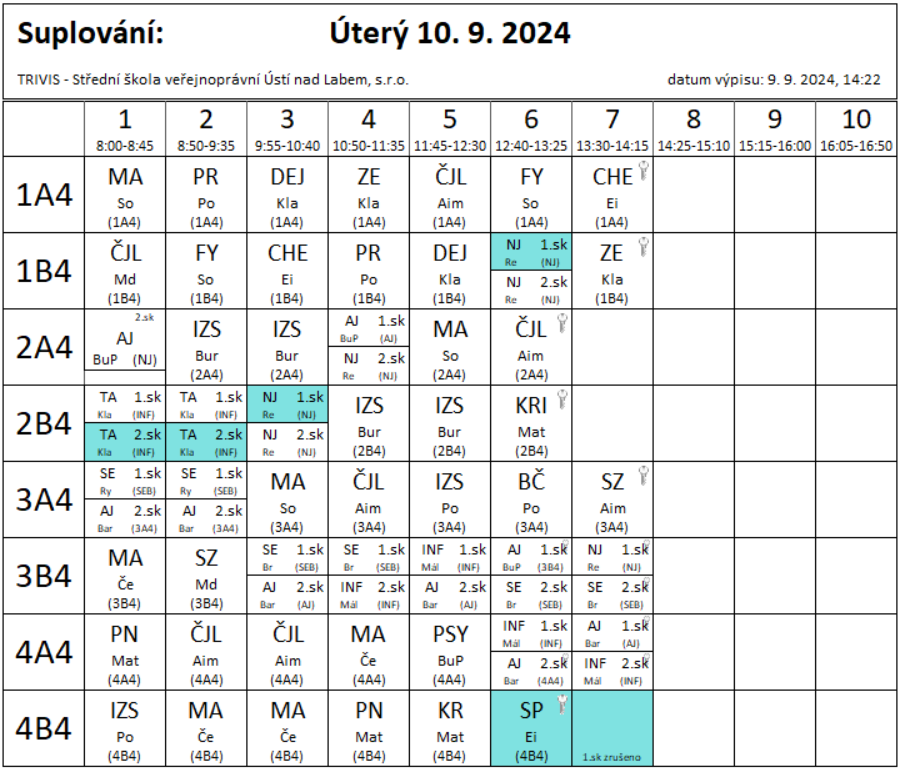 Suplování: Úterý 10. 9. 2024
TRIVIS - Střední škola veřejnoprávní Ústí nad Labem, s.r.o. datum výpisu: 9. 9. 2024, 14:22
1 2 3 4 5 6 7 8 9 10
8:00-8:45 8:50-9:35 9:55-10:40 10:50-11:35 11:45-12:30 12:40-13:25 13:30-14:15 14:25-15:10 15:15-16:00 16:05-16:50
1A4 MA PR DEJ ZE ČJL FY CHE
So Po Kla Kla Aim So Ei
(1A4) (1A4) (1A4) (1A4) (1A4) (1A4) (1A4)
1B4 ČJL FY CHE PR DEJ NJ 1.sk ZE
Re (NJ)
Md So Ei Po Kla NJ 2.sk Kla
(1B4) (1B4) (1B4) (1B4) (1B4) Re (NJ) (1B4)
2.sk
2A4 AJ IZS IZS AJ 1.sk MA ČJL
BuP (AJ)
BuP (NJ) Bur Bur NJ 2.sk So Aim
(2A4) (2A4) Re (NJ) (2A4) (2A4)
2B4 TA 1.sk TA 1.sk NJ 1.sk IZS IZS KRI
Kla (INF) Kla (INF) Re (NJ)
TA 2.sk TA 2.sk NJ 2.sk Bur Bur Mat
Kla (INF) Kla (INF) Re (NJ) (2B4) (2B4) (2B4)
3A4 SE 1.sk SE 1.sk MA ČJL IZS BČ SZ
Ry (SEB) Ry (SEB)
AJ 2.sk AJ 2.sk So Aim Po Po Aim
Bar (3A4) Bar (3A4) (3A4) (3A4) (3A4) (3A4) (3A4)
3B4 MA SZ SE 1.sk SE 1.sk INF 1.sk AJ 1.sk NJ 1.sk
Br (SEB) Br (SEB) Mál (INF) BuP (3B4) Re (NJ)
Če Md AJ 2.sk INF 2.sk AJ 2.sk SE 2.sk SE 2.sk
(3B4) (3B4) Bar (AJ) Mál (INF) Bar (AJ) Br (SEB) Br (SEB)
4A4 PN ČJL ČJL MA PSY INF 1.sk AJ 1.sk
Mál (INF) Bar (AJ)
Mat Aim Aim Če BuP AJ 2.sk INF 2.sk
(4A4) (4A4) (4A4) (4A4) (4A4) Bar (4A4) Mál (INF)
4B4 IZS MA MA PN KR SP
Po Če Če Mat Mat Ei
(4B4) (4B4) (4B4) (4B4) (4B4) (4B4) 1.sk zrušeno